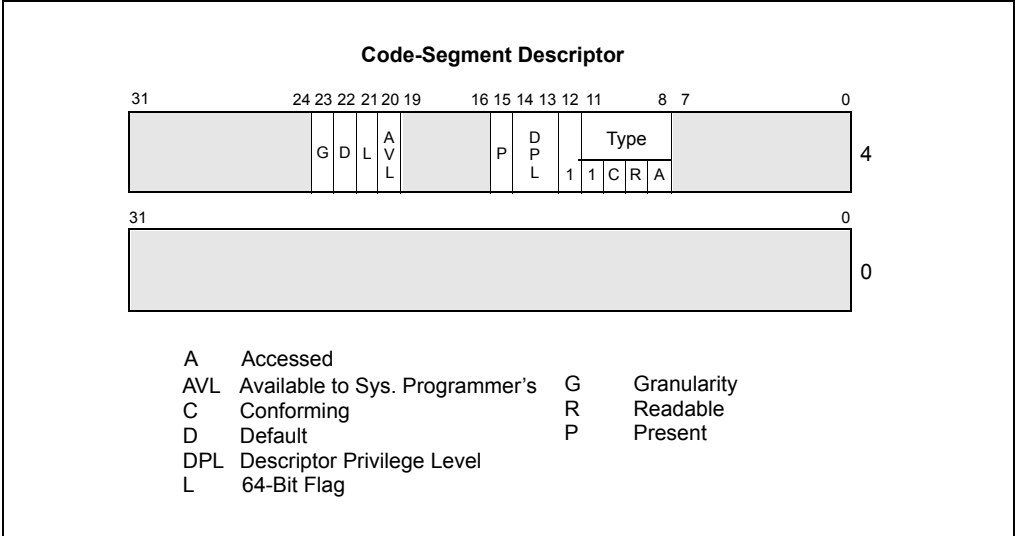 Code-Segment Descriptor
31 24 23 22 21 20 19 16 15 14 13 12 11 8 7 0
G D L AVL P DPL Type 4
1 1 C R A
31 0
0
A Accessed
AVL Available to Sys. Programmer's G Granularity
C Conforming R Readable
D Default P Present
DPL Descriptor Privilege Level
L 64-Bit Flag